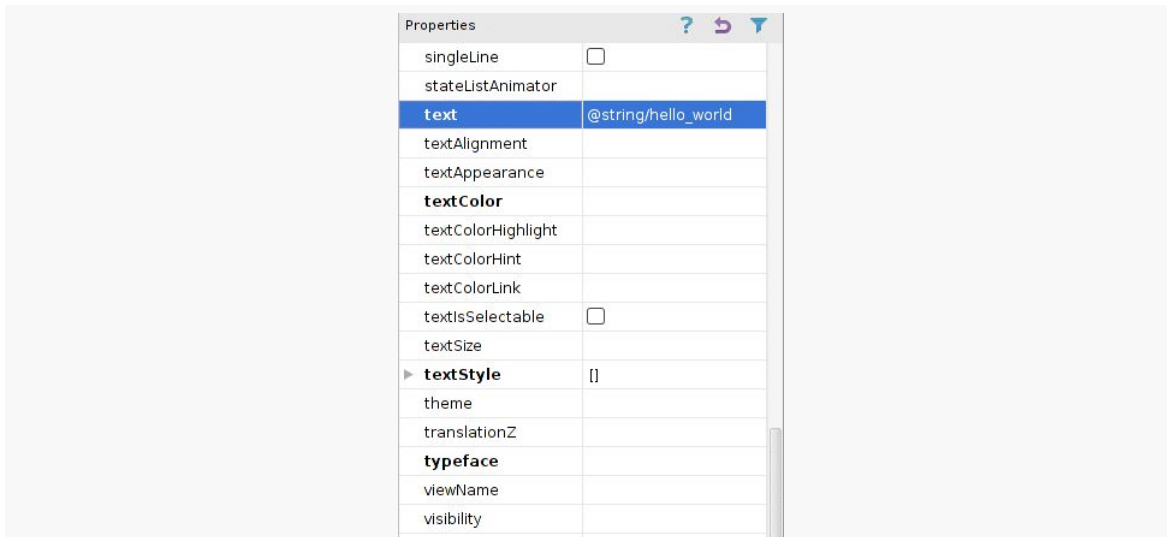 Properties ?
singleLine
stateListAnimator
text @string/hello_world
textAlignment
textAppearance
textColor
textColorHighlight
textColorHint
textColorLink
textIsSelectable
textSize
textStyle []
theme
translationZ
typeface
viewName
visibility